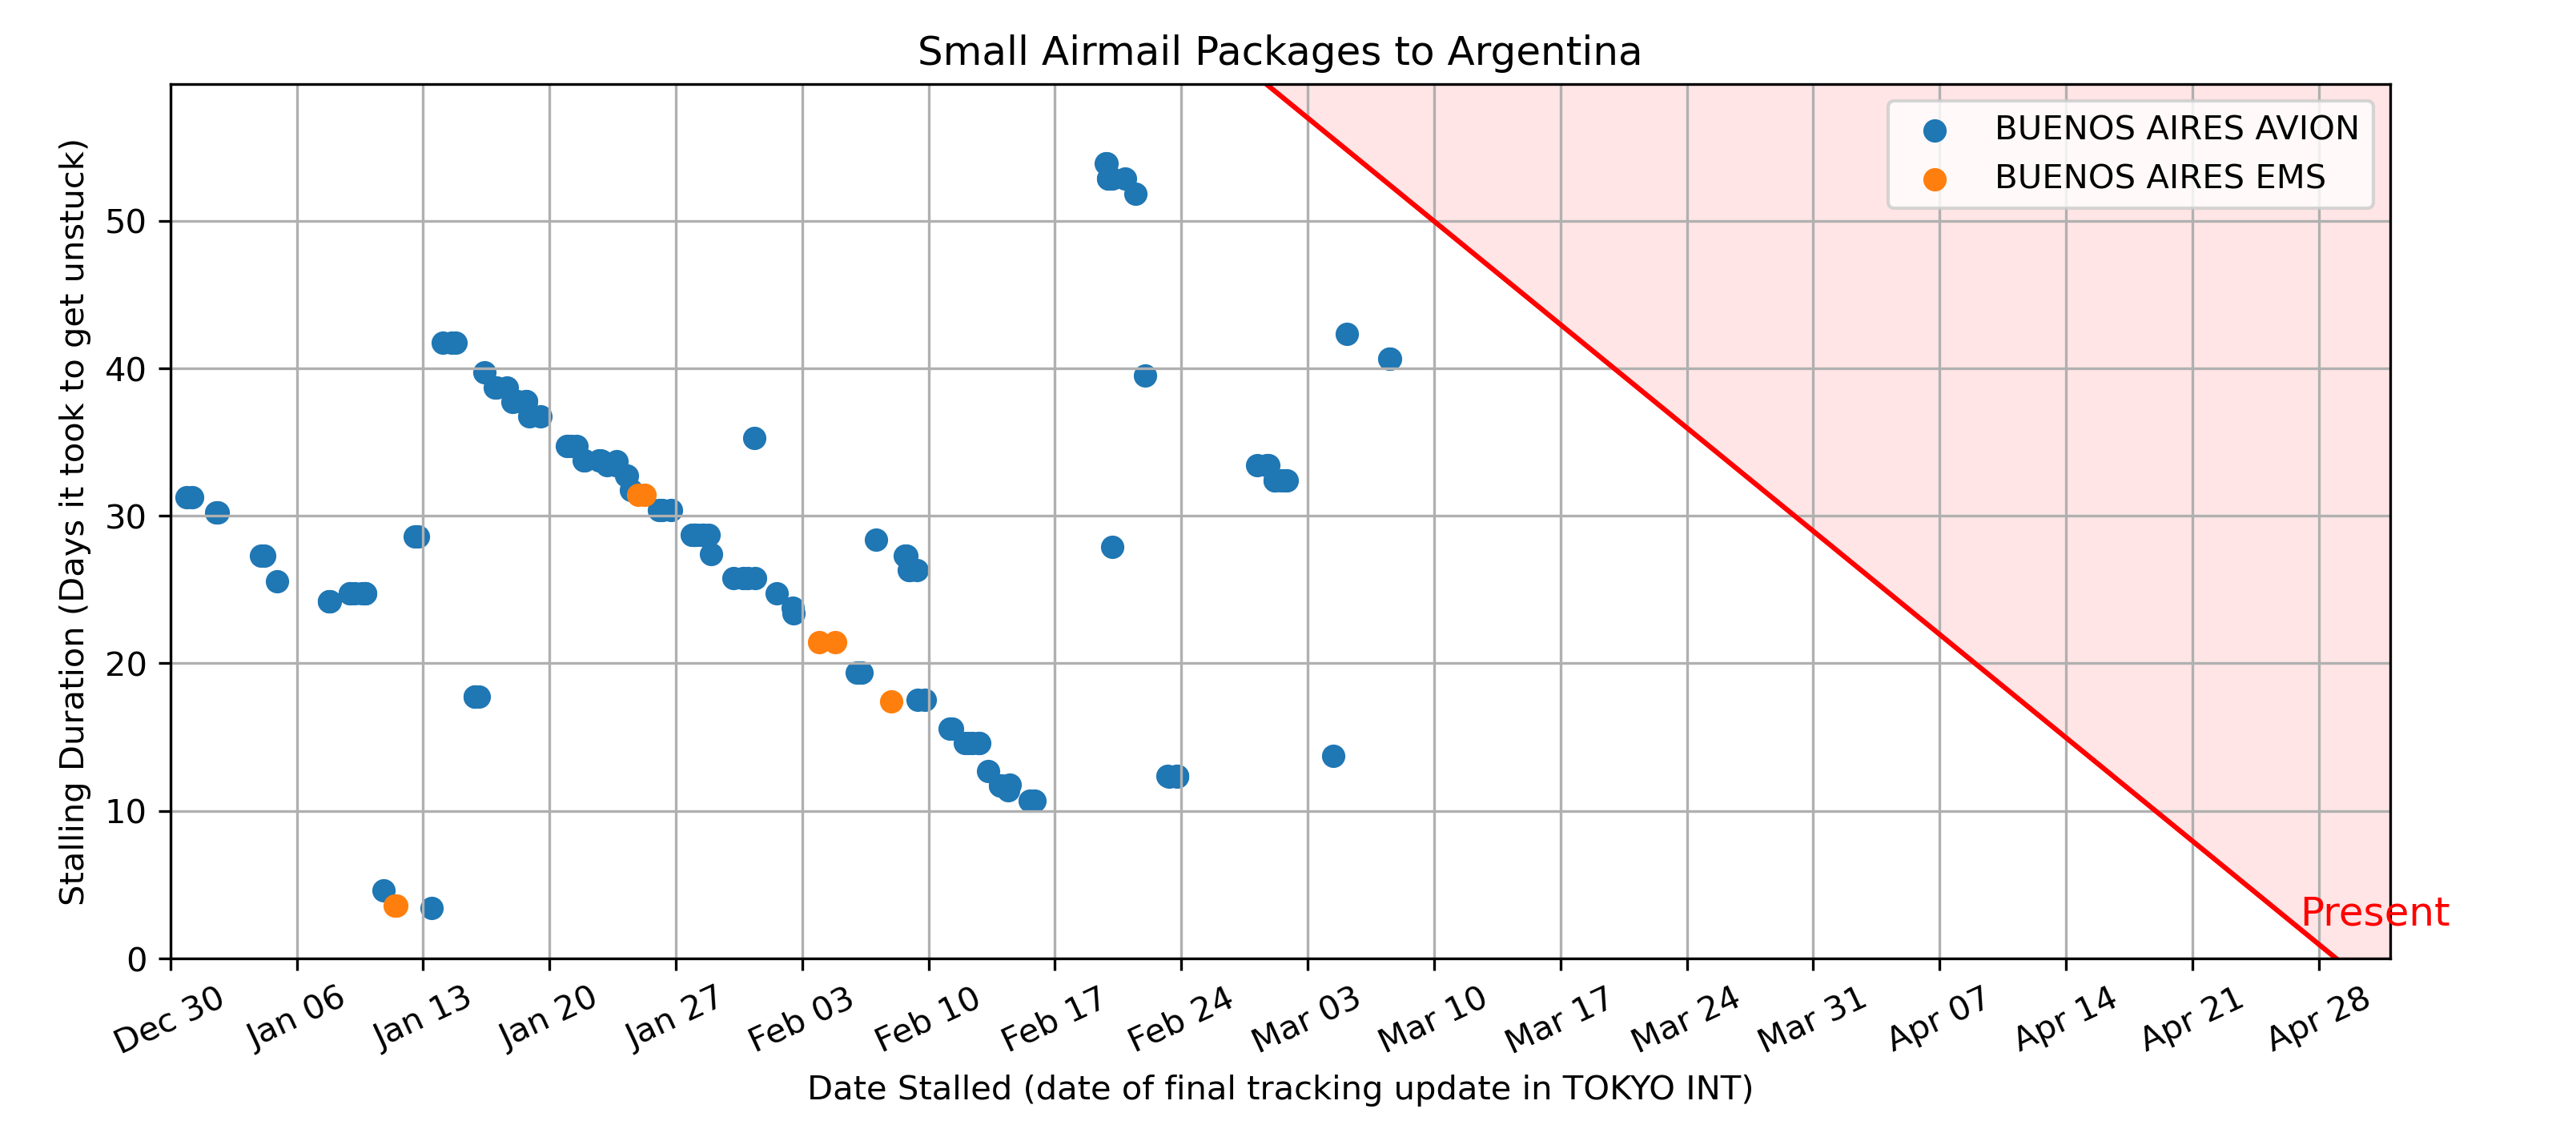 Small Airmail Packages to Argentina
BUENOS AIRES AVION
BUENOS AIRES EMS
Stalling Duration (Days it took to get unstuck)
50
40
30
20
10
0
Present
Dec 30
Jan 06
Jan 13
Jan 20
Jan 27
Feb 03
Feb 10
Feb 17
Feb 24
Mar 03
Mar 10
Mar 17
Mar 24
Mar 31
Apr 07
Apr 14
Apr 21
Apr 28
Date Stalled (date of final tracking update in TOKYO INT)